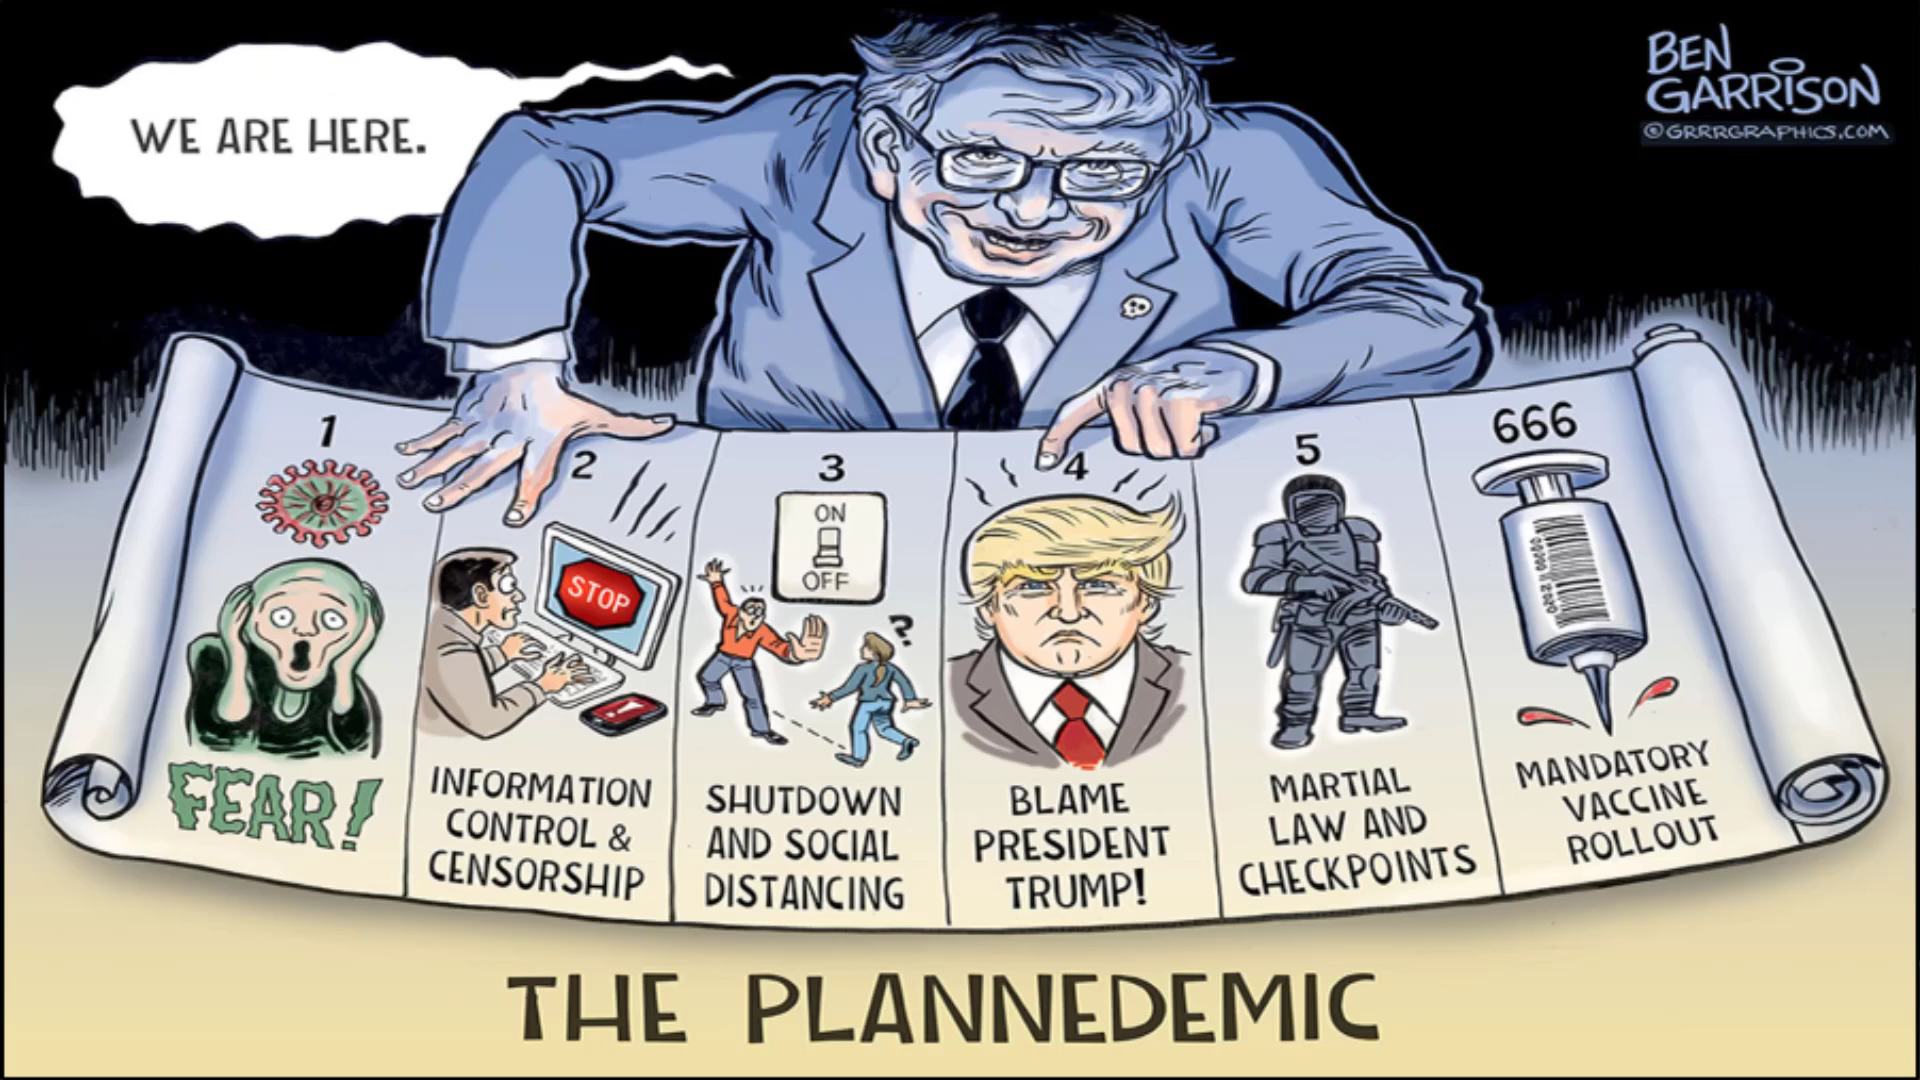 BEN
GARRISON
©GRRRGRAPHICS.COM
WE ARE HERE.
1
FEAR!
2
STOP
INFORMATION
CONTROL &
CENSORSHIP
3
ON
OFF
?
SHUTDOWN
AND SOCIAL
DISTANCING
4
BLAME
PRESIDENT
TRUMP!
5
MARTIAL
LAW AND
CHECKPOINTS
666
MANDATORY
VACCINE
ROLLOUT
THE PLANNEDEMIC